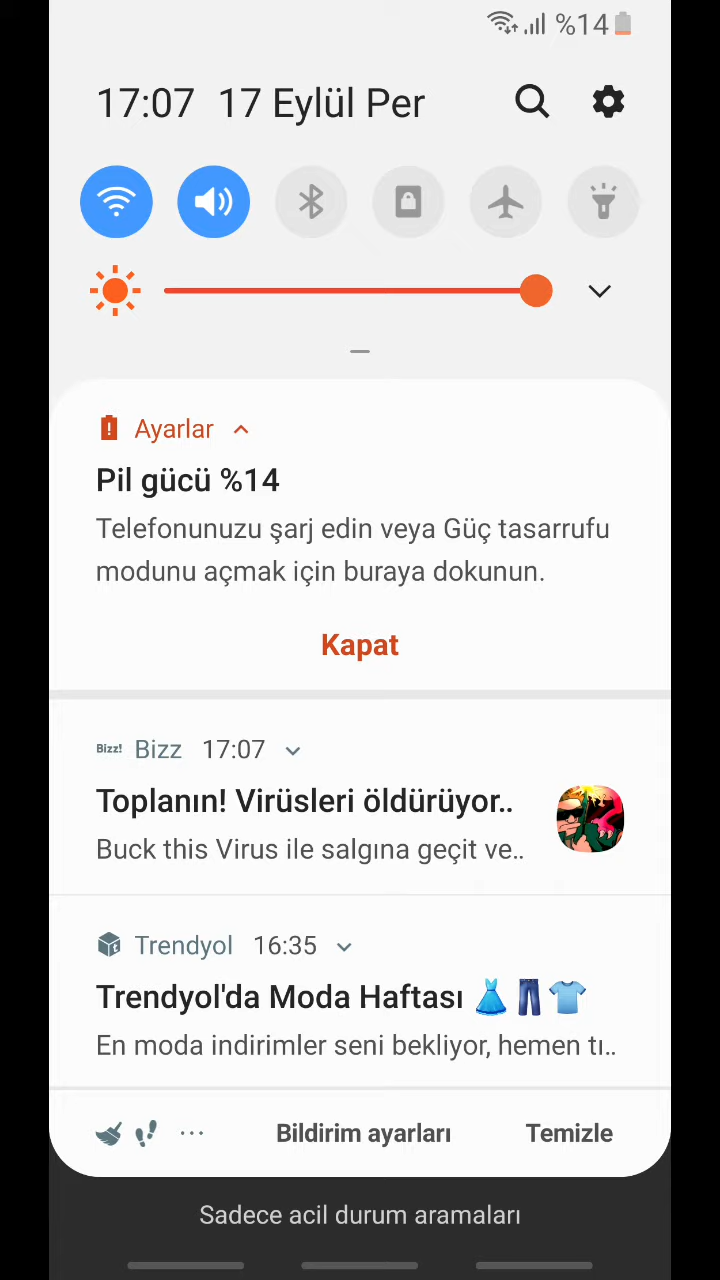 %14
17:07 17 Eylül Per
Ayarlar
Pil gücü %14
Telefonunuzu şarj edin veya Güç tasarrufu
modunu açmak için buraya dokunun.
Kapat
Bizz! Bizz 17:07
Toplanın! Virüsleri öldürüyor..
Buck this Virus ile salgına geçit ve..
Trendyol 16:35
Trendyol'da Moda Haftası 👗👖👕
En moda indirimler seni bekliyor, hemen tı..
Bildirim ayarları Temizle
Sadece acil durum aramaları